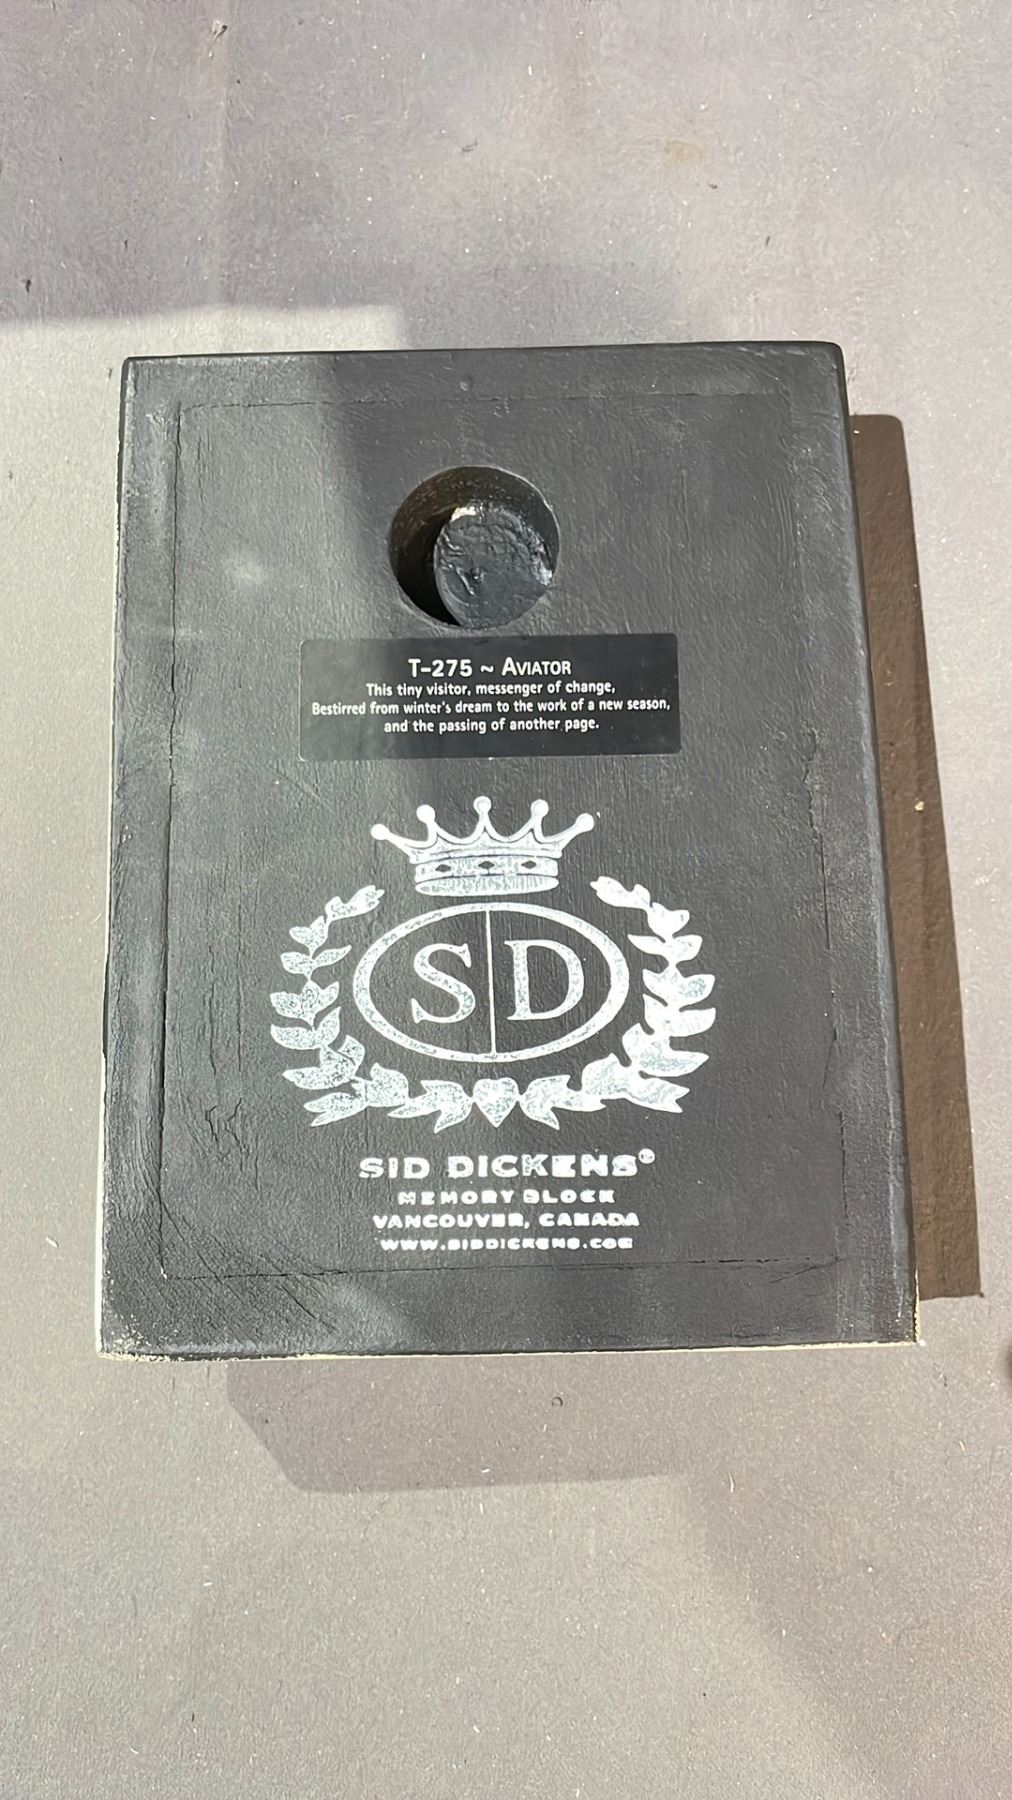 T-275 ~ AVIATOR
This tiny visitor, messenger of change,
Bestirred from winter's dream to the work of a new season,
and the passing of another page.
S D
SID DICKENS®
MEMORY BLOCK
VANCOUVER, CANADA
WWW.SIDDICKENS.COM